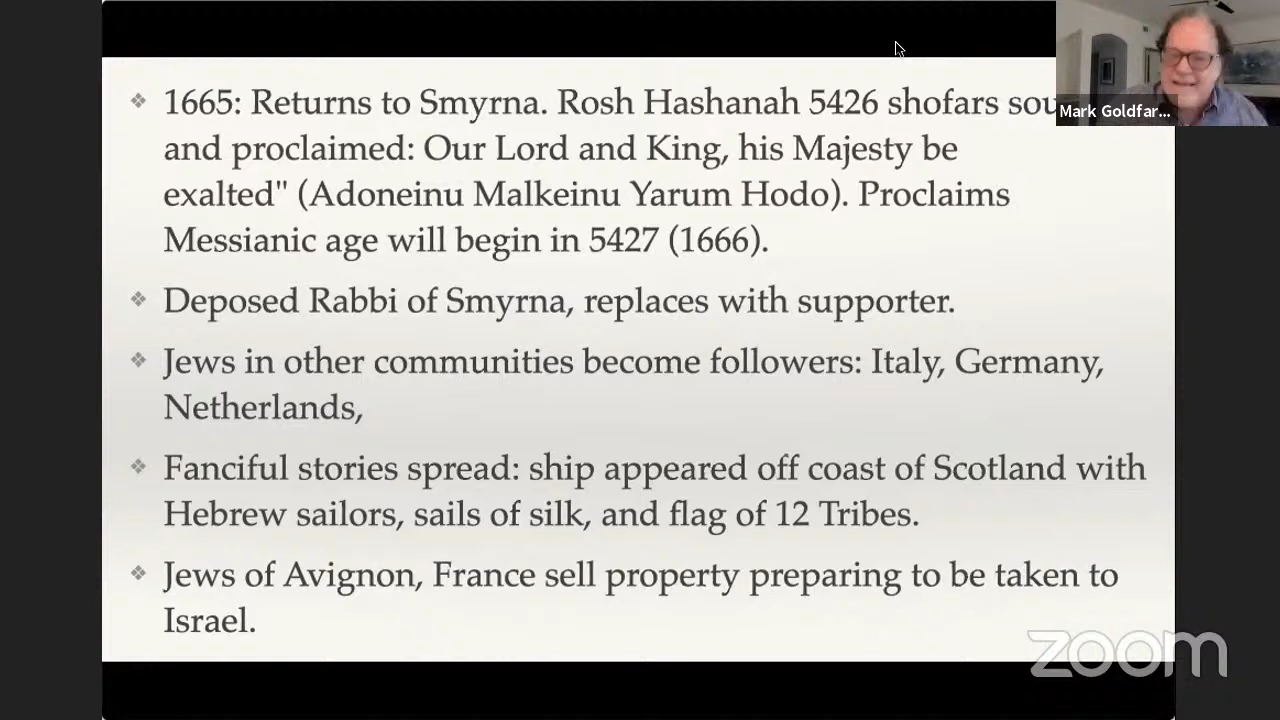 1665: Returns to Smyrna. Rosh Hashanah 5426 shofars
and proclaimed: Our Lord and King, his Majesty be
exalted" (Adoneinu Malkeinu Yarum Hodo). Proclaims
Messianic age will begin in 5427 (1666).
Deposed Rabbi of Smyrna, replaces with supporter.
Jews in other communities become followers: Italy, Germany,
Netherlands,
Fanciful stories spread: ship appeared off coast of Scotland with
Hebrew sailors, sails of silk, and flag of 12 Tribes.
Jews of Avignon, France sell property preparing to be taken to
Israel.
Mark Goldfar...
zoom